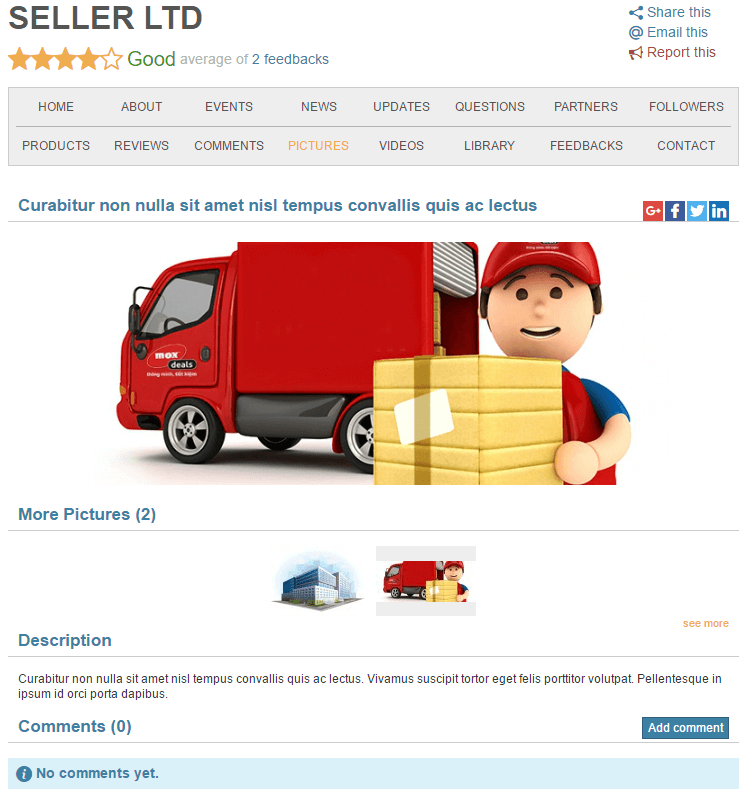 SELLER LTD
Share this
Email this
Report this
Good average of 2 feedbacks
HOME ABOUT EVENTS NEWS UPDATES QUESTIONS PARTNERS FOLLOWERS
PRODUCTS REVIEWS COMMENTS PICTURES VIDEOS LIBRARY FEEDBACKS CONTACT
Curabitur non nulla sit amet nisl tempus convallis quis ac lectus
G+ f in
mox
deals
More Pictures (2)
see more
Description
Curabitur non nulla sit amet nisl tempus convallis quis ac lectus. Vivamus suscipit tortor eget felis porttitor volutpat. Pellentesque in
ipsum id orci porta dapibus.
Comments (0)
Add comment
No comments yet.